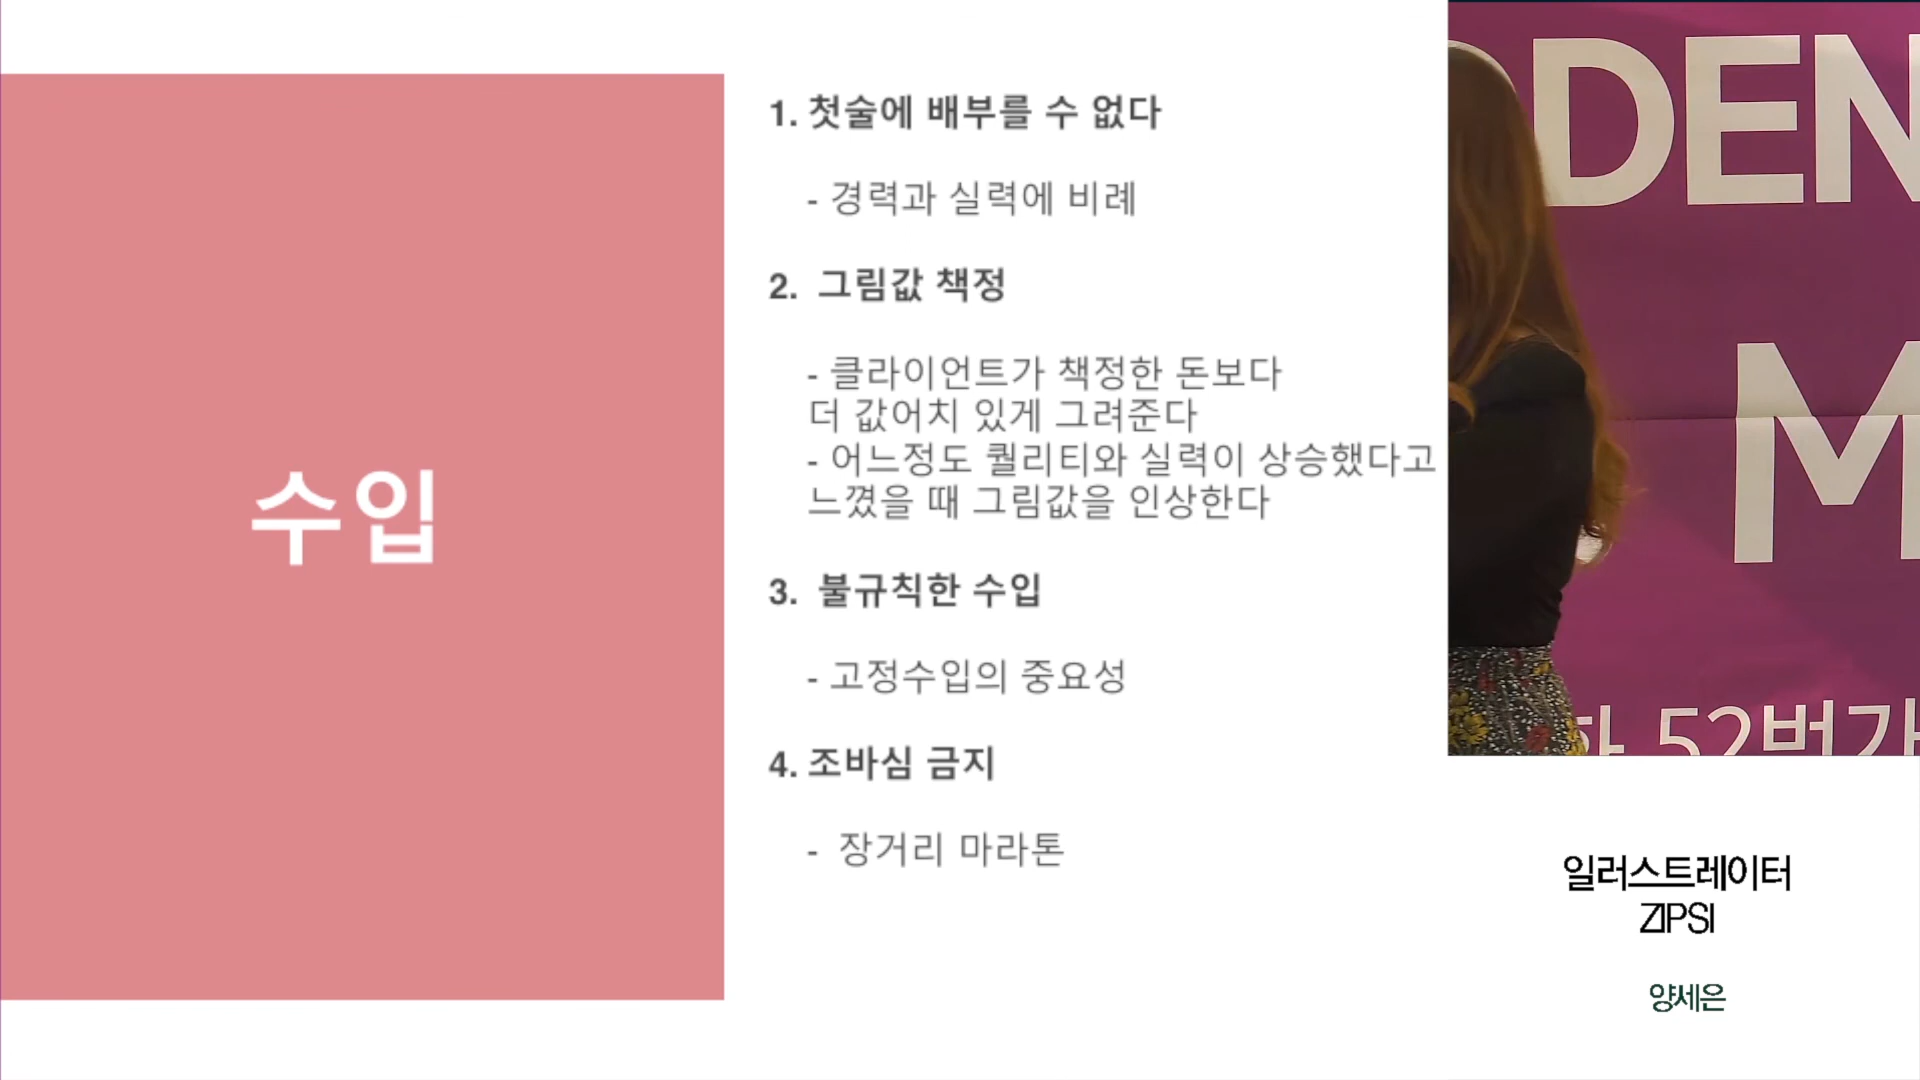 수입
1. 첫술에 배부를 수 없다
- 경력과 실력에 비례
2. 그림값 책정
- 클라이언트가 책정한 돈보다
더 값어치 있게 그려준다
- 어느정도 퀄리티와 실력이 상승했다고
느꼈을 때 그림값을 인상한다
3. 불규칙한 수입
- 고정수입의 중요성
4. 조바심 금지
- 장거리 마라톤
DEN
M
52번가
일러스트레이터
ZIPSI
양세은